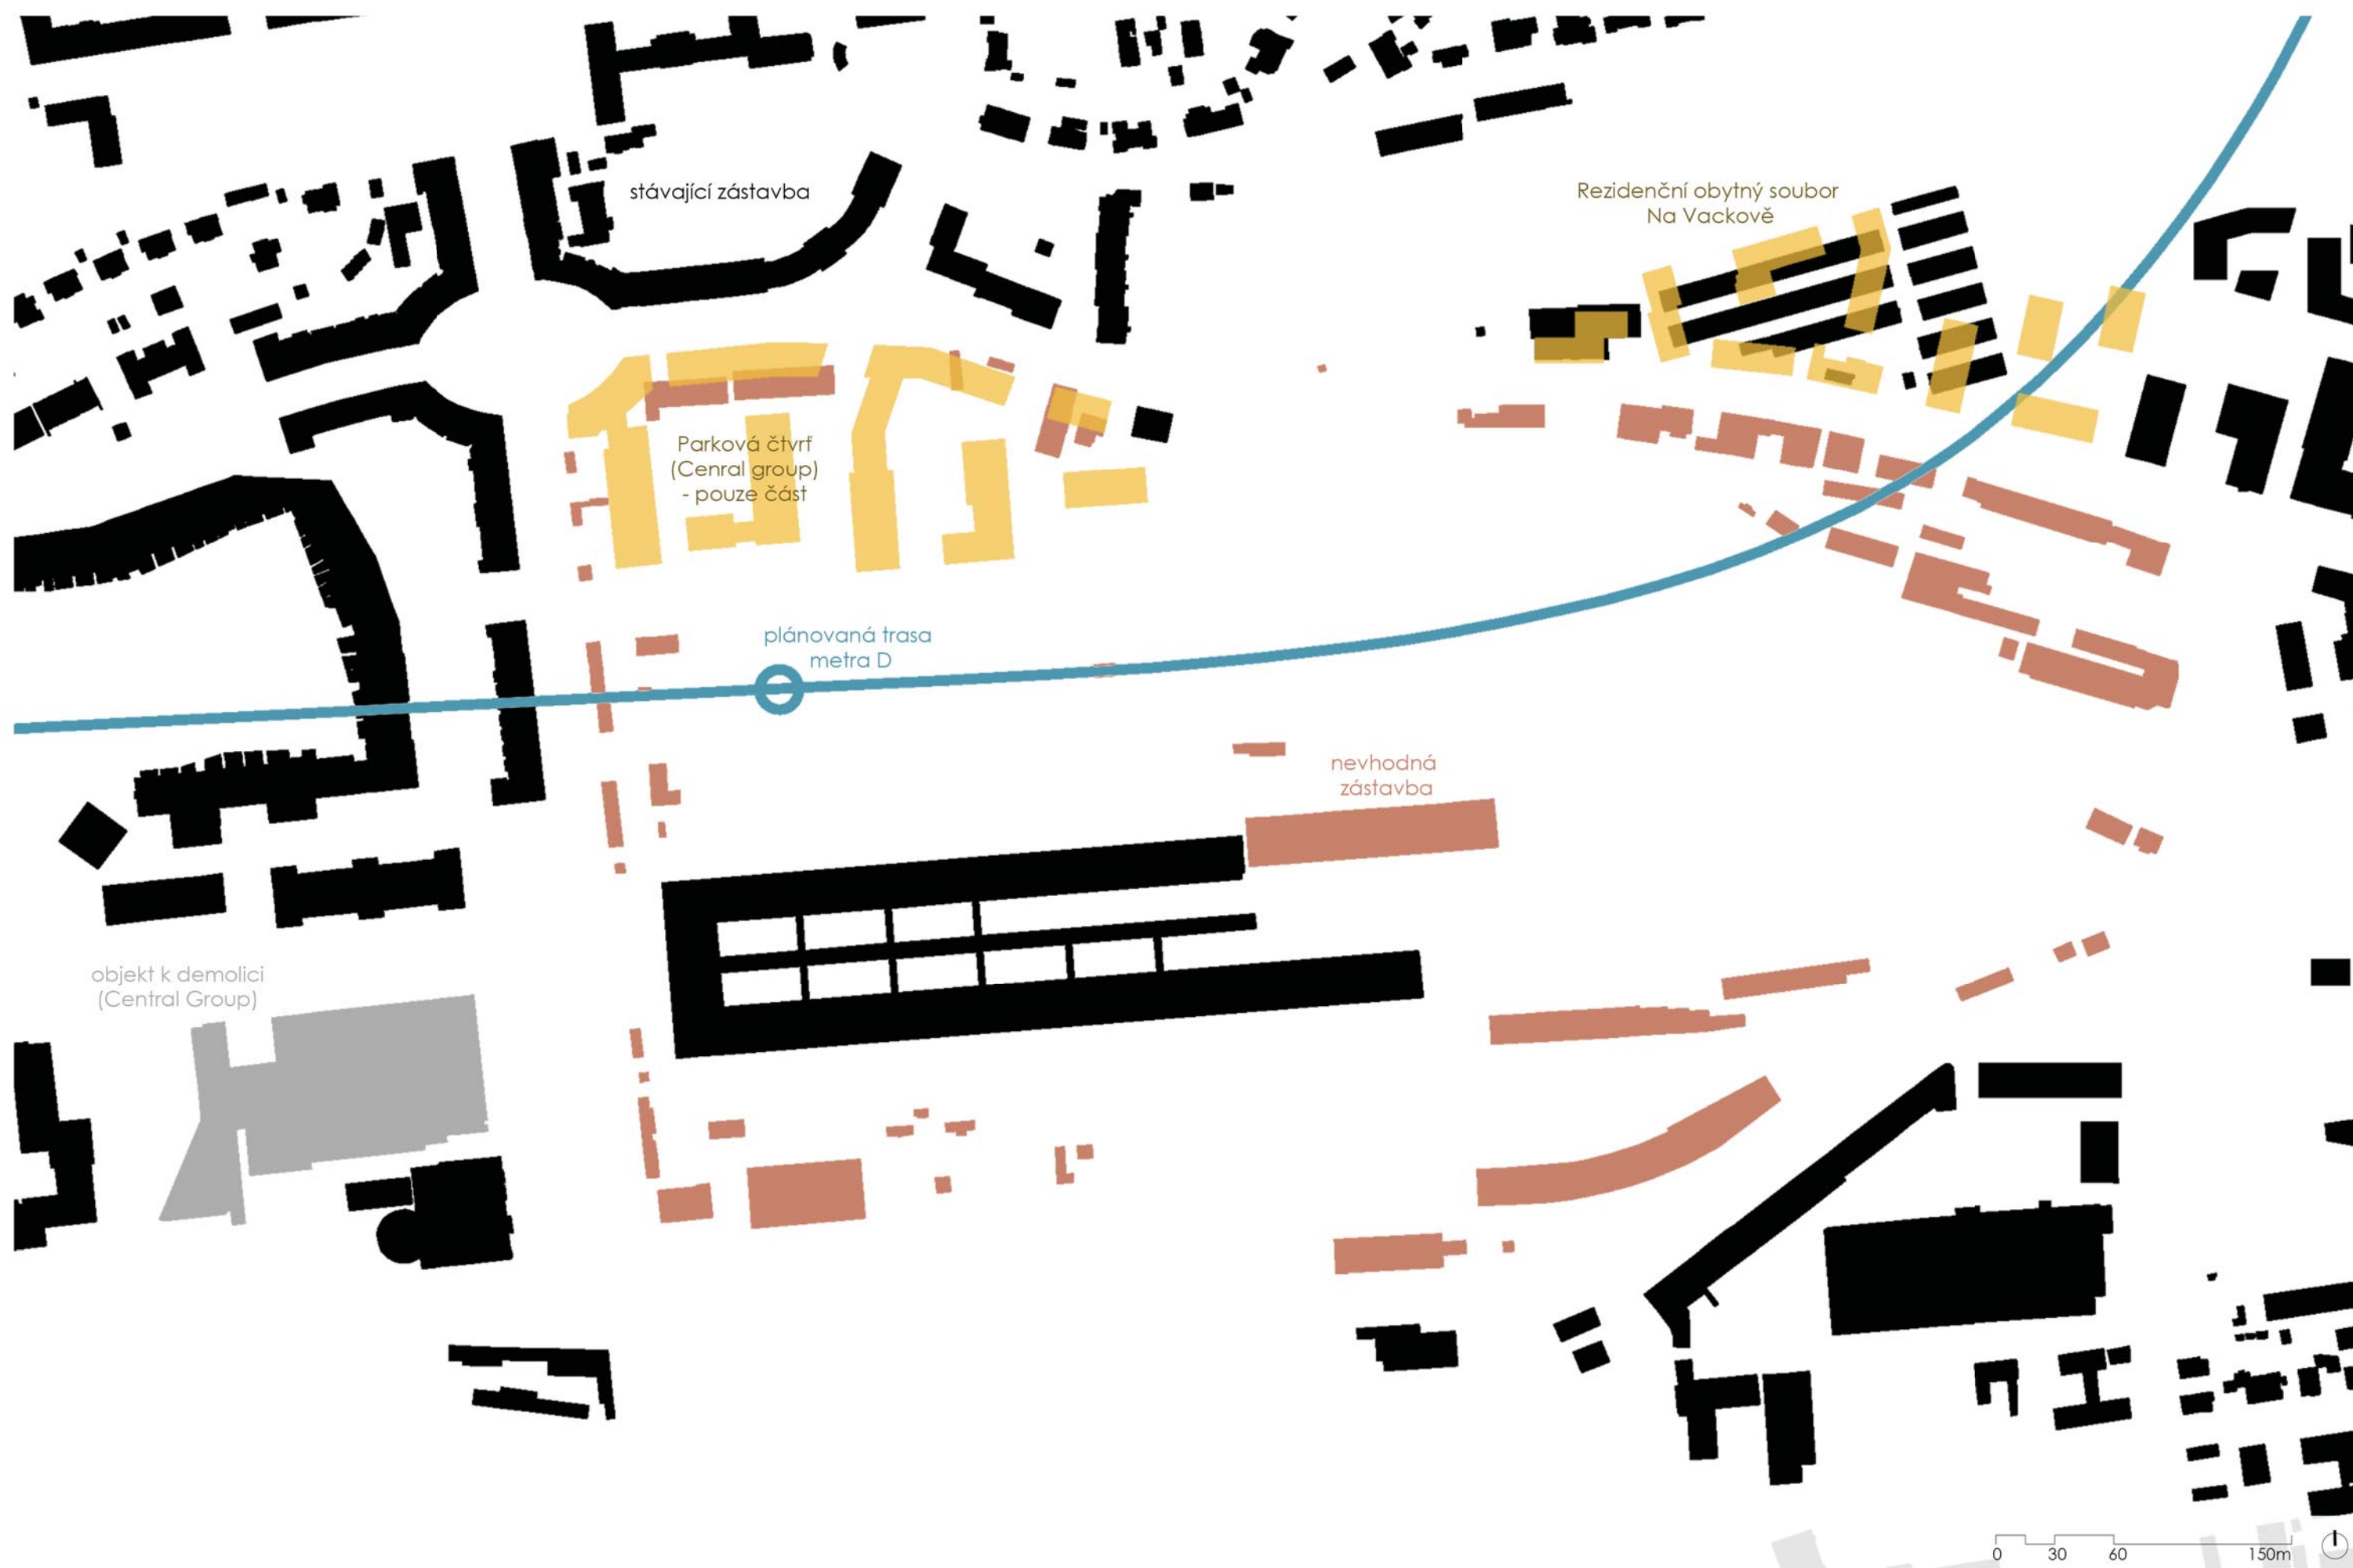 stávající zástavba
Rezidenční obytný soubor
Na Vackově
Parková čtvrť
(Cenral group)
- pouze část
plánovaná trasa
metra D
nevhodná
zástavba
objekt k demolici
(Central Group)
0 30 60 150m